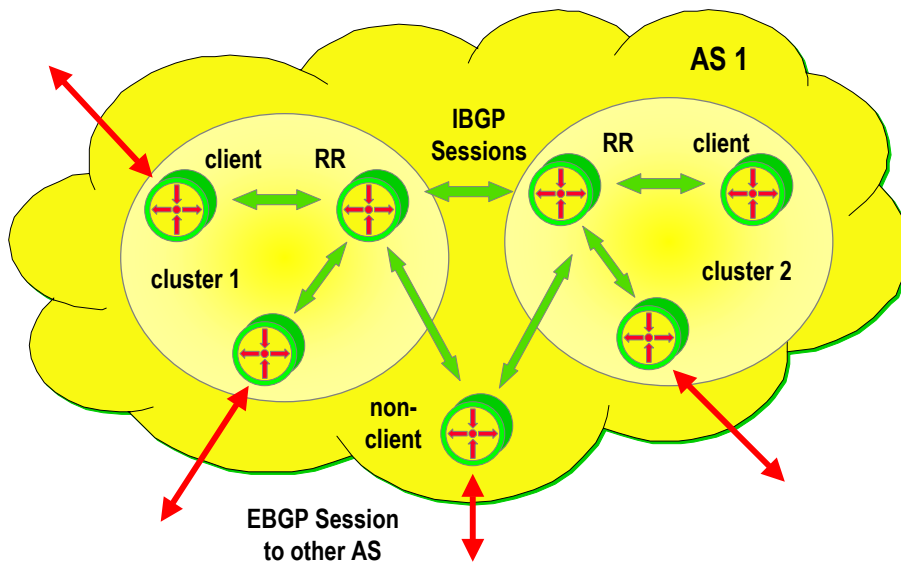 AS 1
IBGP
Sessions
client
RR
RR
client
cluster 1
cluster 2
non-
client
EBGP Session
to other AS